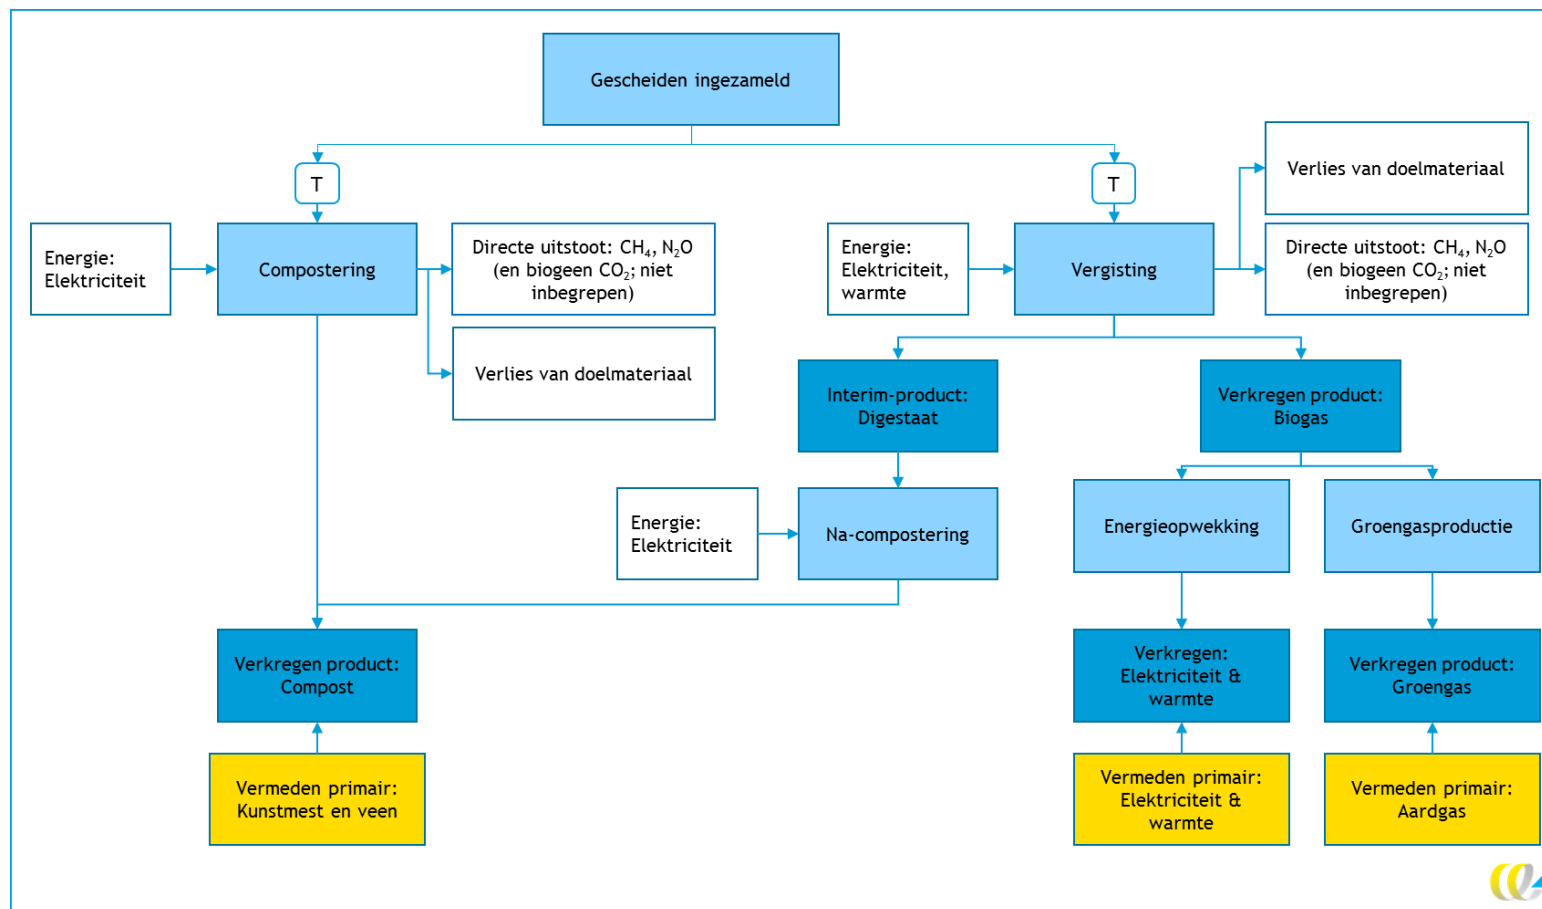 Gescheiden ingezameld
T
T
Verlies van doelmateriaal
Energie:
Elektriciteit
Compostering
Directe uitstoot: CH₄, N₂O
(en biogeen CO₂; niet
inbegrepen)
Energie:
Elektriciteit,
warmte
Vergisting
Directe uitstoot: CH₄, N₂O
(en biogeen CO₂; niet
inbegrepen)
Verlies van doelmateriaal
Interim-product:
Digestaat
Verkregen product:
Biogas
Energie:
Elektriciteit
Na-compostering
Energieopwekking
Groengasproductie
Verkregen product:
Compost
Verkregen:
Elektriciteit &
warmte
Verkregen product:
Groengas
Vermeden primair:
Kunstmest en veen
Vermeden primair:
Elektriciteit &
warmte
Vermeden primair:
Aardgas